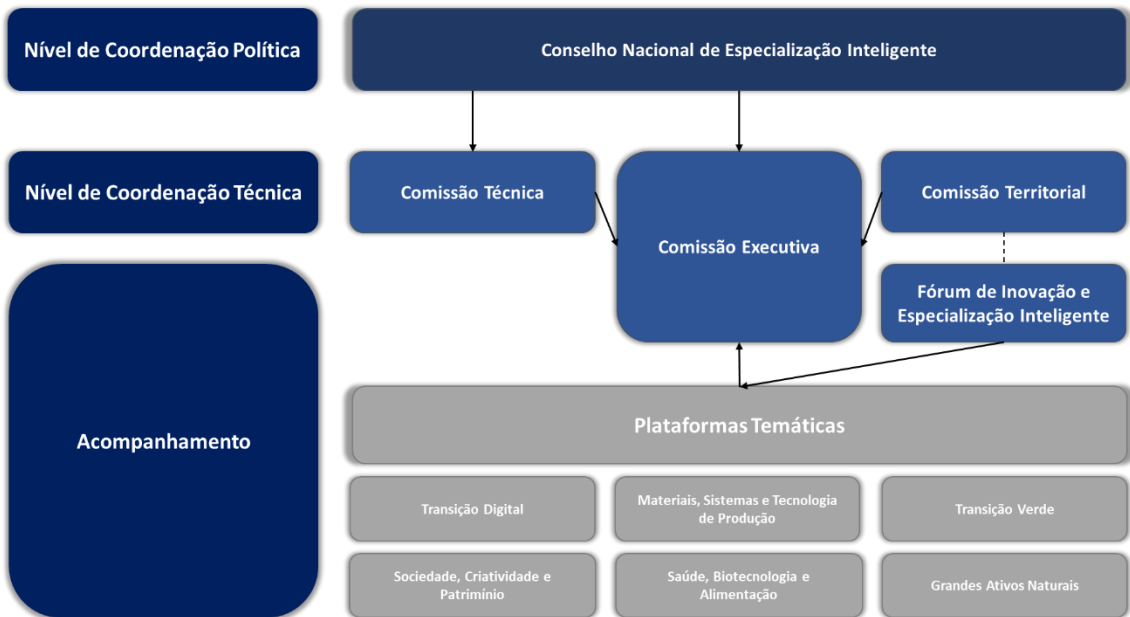 Nível de Coordenação Política
Conselho Nacional de Especialização Inteligente
Nível de Coordenação Técnica
Comissão Técnica
Comissão Executiva
Comissão Territorial
Fórum de Inovação e
Especialização Inteligente
Acompanhamento
Plataformas Temáticas
Transição Digital
Materiais, Sistemas e Tecnologia
de Produção
Transição Verde
Sociedade, Criatividade e
Patrimínio
Saúde, Biotecnologia e
Alimentação
Grandes Ativos Naturais